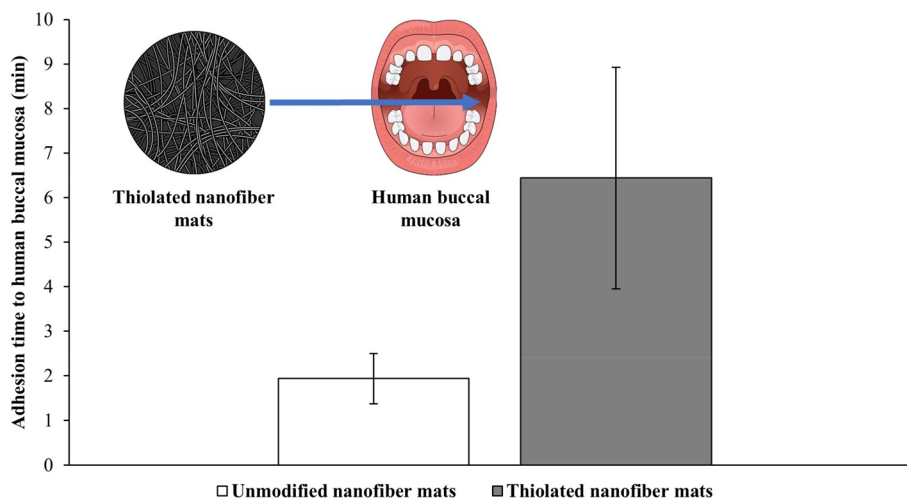 Adhesion time to human buccal mucosa (min)
10
9
8
7
6
5
4
3
2
1
0
Thiolated nanofiber
mats
Human buccal
mucosa
Unmodified nanofiber mats
Thiolated nanofiber mats